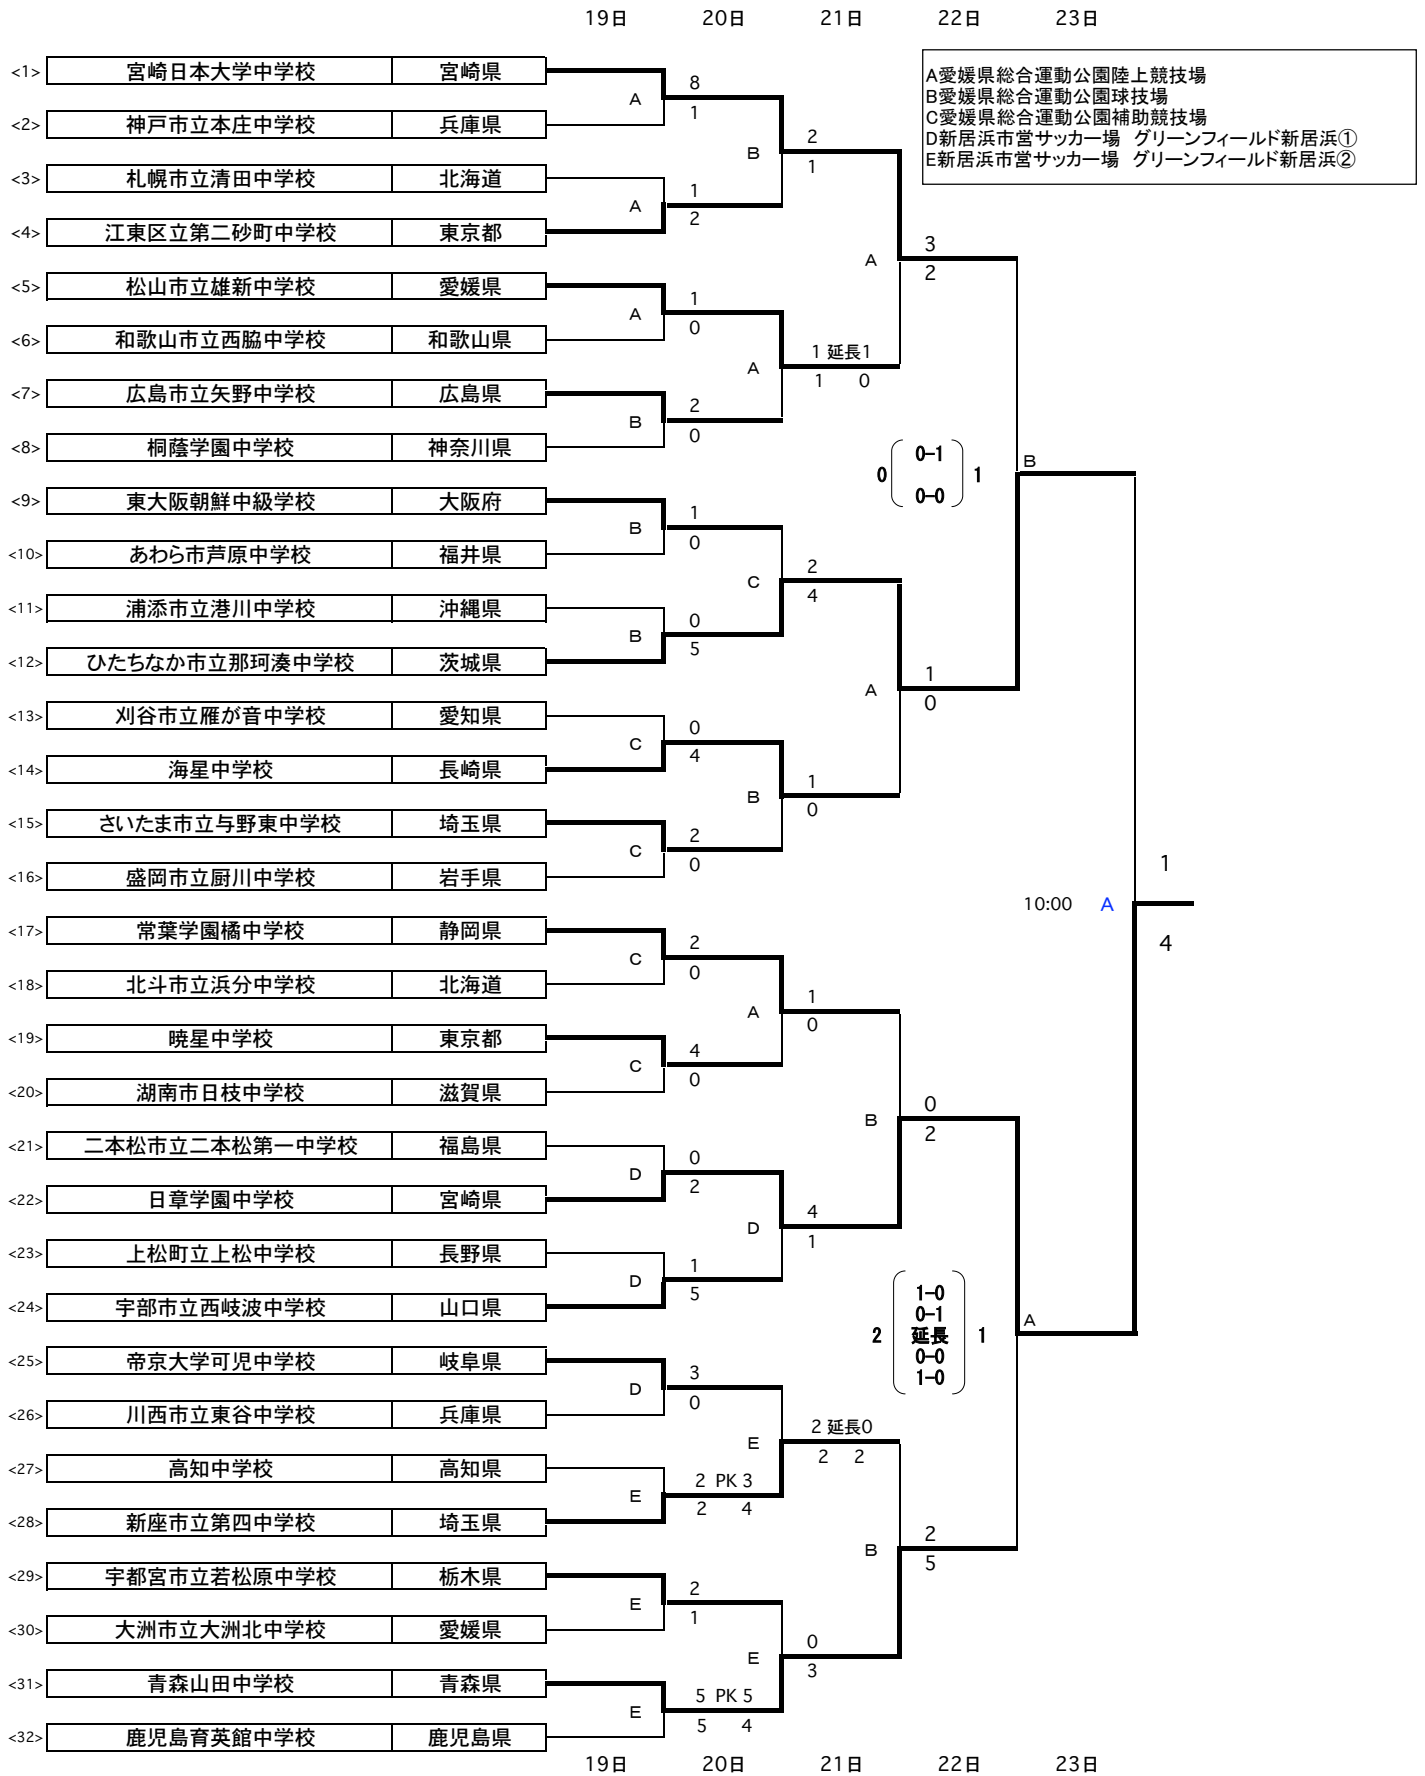 19日 20日 21日 22日 23日
A愛媛県総合運動公園陸上競技場
B愛媛県総合運動公園球技場
C愛媛県総合運動公園補助競技場
D新居浜市営サッカー場 グリーンフィールド新居浜①
E新居浜市営サッカー場 グリーンフィールド新居浜②
<1> 宮崎日本大学中学校 宮崎県
8
A
1
<2> 神戸市立本庄中学校 兵庫県
2
B
1
<3> 札幌市立清田中学校 北海道
1
A
2
<4> 江東区立第二砂町中学校 東京都
3
A
2
<5> 松山市立雄新中学校 愛媛県
1
A
0
<6> 和歌山市立西脇中学校 和歌山県
1 延長1
A
1 0
<7> 広島市立矢野中学校 広島県
2
B
0
<8> 桐蔭学園中学校 神奈川県
0-1
B
0 1
0-0
<9> 東大阪朝鮮中級学校 大阪府
1
B
0
<10> あわら市芦原中学校 福井県
2
C
4
<11> 浦添市立港川中学校 沖縄県
0
B
5
<12> ひたちなか市立那珂湊中学校 茨城県
1
A
0
<13> 刈谷市立雁が音中学校 愛知県
0
C
4
<14> 海星中学校 長崎県
1
B
0
<15> さいたま市立与野東中学校 埼玉県
2
C
0
<16> 盛岡市立厨川中学校 岩手県
1
10:00 A
4
<17> 常葉学園橘中学校 静岡県
2
C
0
<18> 北斗市立浜分中学校 北海道
1
A
0
<19> 暁星中学校 東京都
4
C
0
<20> 湖南市日枝中学校 滋賀県
0
B
2
<21> 二本松市立二本松第一中学校 福島県
0
D
2
<22> 日章学園中学校 宮崎県
4
D
1
<23> 上松町立上松中学校 長野県
1
D
5
<24> 宇部市立西岐波中学校 山口県
1-0
0-1
A
2 延長 1
0-0
1-0
<25> 帝京大学可児中学校 岐阜県
3
D
0
<26> 川西市立東谷中学校 兵庫県
2 延長0
E
2 2
<27> 高知中学校 高知県
2 PK 3
E
2 4
<28> 新座市立第四中学校 埼玉県
2
B
5
<29> 宇都宮市立若松原中学校 栃木県
2
E
1
<30> 大洲市立大洲北中学校 愛媛県
0
E
3
<31> 青森山田中学校 青森県
5 PK 5
E
5 4
<32> 鹿児島育英館中学校 鹿児島県
19日 20日 21日 22日 23日